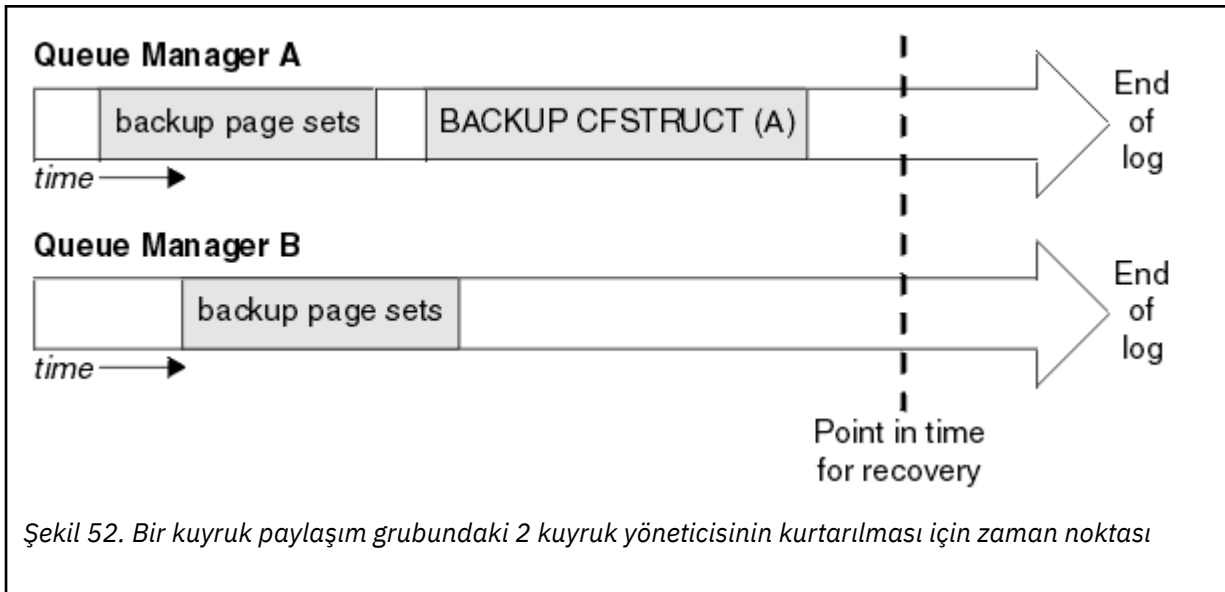 Queue Manager A
backup page sets
BACKUP CFSTRUCT (A)
End
of
log
time
Queue Manager B
backup page sets
End
of
log
time
Point in time
for recovery
Şekil 52. Bir kuyruk paylaşım grubundaki 2 kuyruk yöneticisinin kurtarılması için zaman noktası